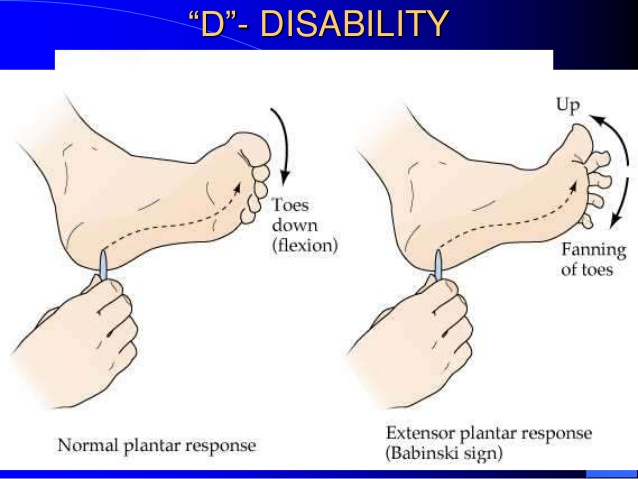 “D”- DISABILITY
Toes
down
(flexion)
Normal plantar response
Up
Fanning
of toes
Extensor plantar response
(Babinski sign)